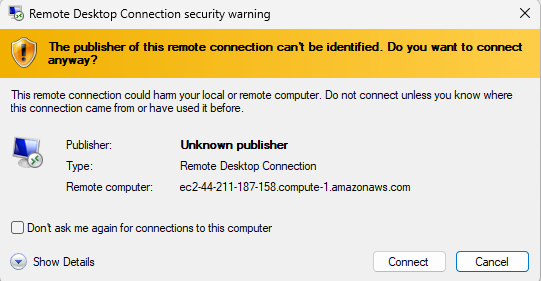 Remote Desktop Connection security warning
The publisher of this remote connection can't be identified. Do you want to connect
anyway?
This remote connection could harm your local or remote computer. Do not connect unless you know where
this connection came from or have used it before.
Publisher: Unknown publisher
Type: Remote Desktop Connection
Remote computer: ec2-44-211-187-158.compute-1.amazonaws.com
Don't ask me again for connections to this computer
Show Details Connect Cancel